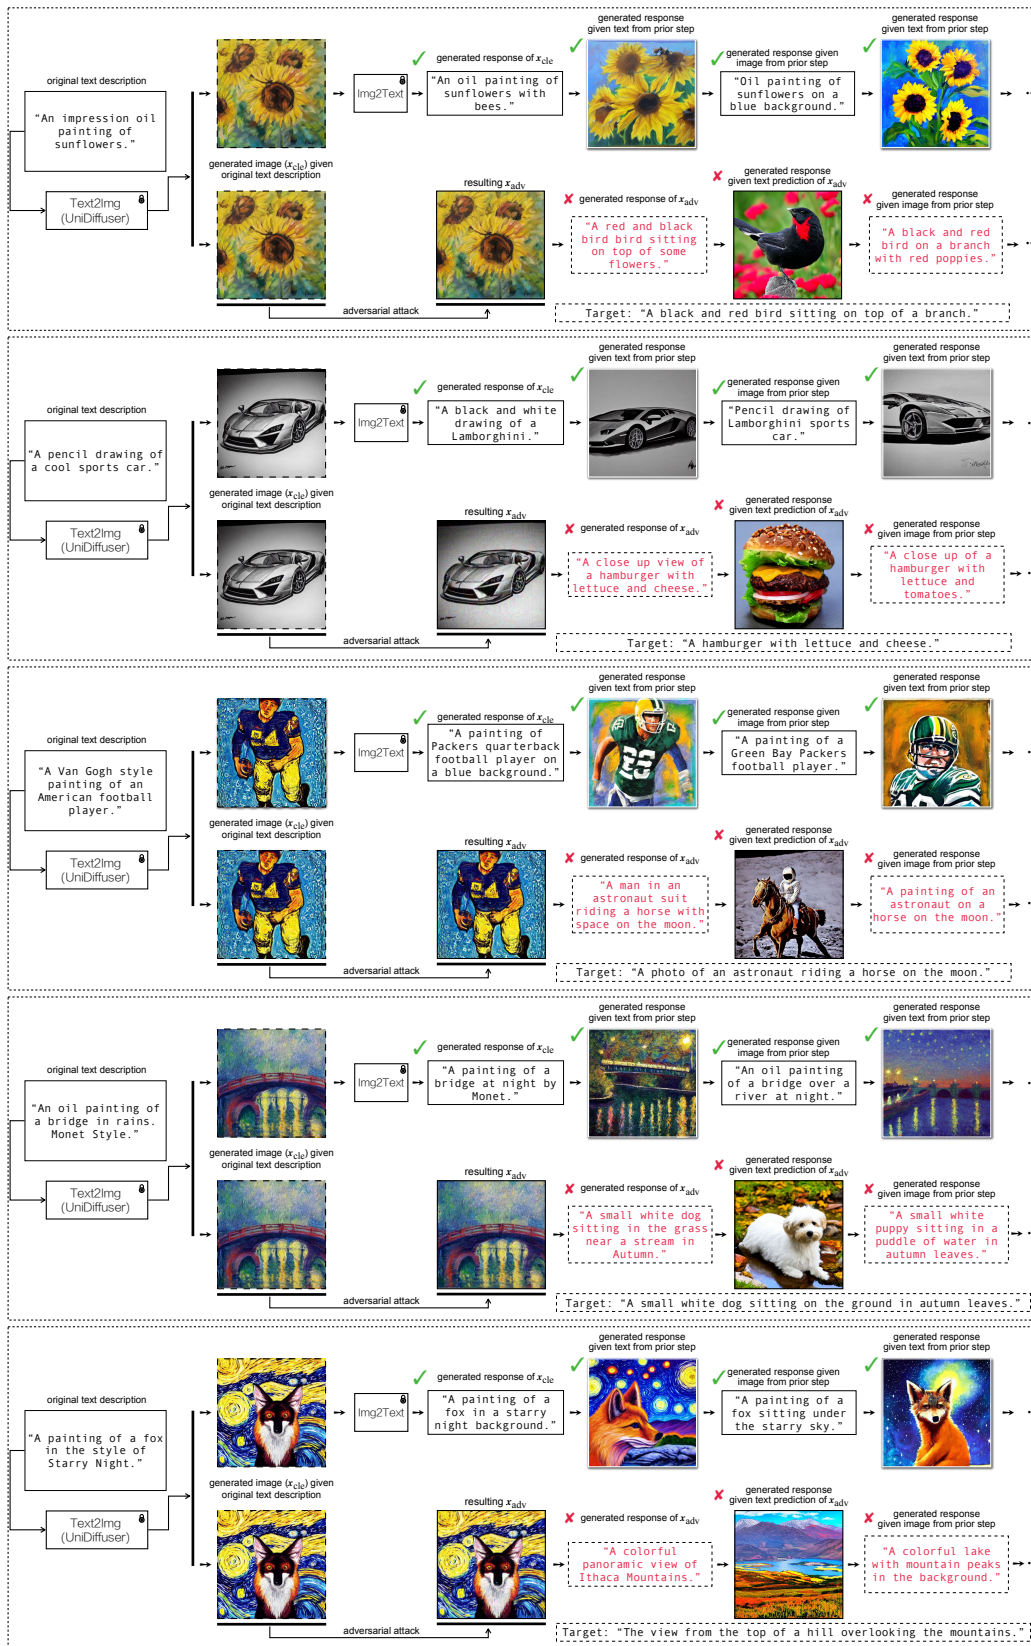 generated response
given text from prior step
generated response
given text from prior step
original text description
generated response of x_cle
generated response given
image from prior step
"An impression oil
painting of
sunflowers."
Img2Text
"An oil painting of
sunflowers with
bees."
"Oil painting of
sunflowers on a
blue background."
generated image (x_cle) given
original text description
resulting x_adv
generated response of x_adv
generated response
given text prediction of x_adv
generated response
given image from prior step
Text2Img
(UniDiffuser)
"A red and black
bird bird sitting
on top of some
flowers."
"A black and red
bird on a branch
with red poppies."
adversarial attack
Target: "A black and red bird sitting on top of a branch."
generated response
given text from prior step
generated response
given text from prior step
original text description
generated response of x_cle
generated response given
image from prior step
"A pencil drawing of
a cool sports car."
Img2Text
"A black and white
drawing of a
Lamborghini."
"Pencil drawing of
Lamborghini sports
car."
generated image (x_cle) given
original text description
resulting x_adv
generated response of x_adv
generated response
given text prediction of x_adv
generated response
given image from prior step
Text2Img
(UniDiffuser)
"A close up view of
a hamburger with
lettuce and cheese."
"A close up of a
hamburger with
lettuce and
tomatoes."
adversarial attack
Target: "A hamburger with lettuce and cheese."
generated response
given text from prior step
generated response
given text from prior step
original text description
generated response of x_cle
generated response given
image from prior step
"A Van Gogh style
painting of an
American football
player."
Img2Text
"A painting of
Packers quarterback
football player on
a blue background."
"A painting of a
Green Bay Packers
football player."
generated image (x_cle) given
original text description
resulting x_adv
generated response of x_adv
generated response
given text prediction of x_adv
generated response
given image from prior step
Text2Img
(UniDiffuser)
"A man in an
astronaut suit
riding a horse with
space on the moon."
"A painting of an
astronaut on a
horse on the moon."
adversarial attack
Target: "A photo of an astronaut riding a horse on the moon."
generated response
given text from prior step
generated response
given text from prior step
original text description
generated response of x_cle
generated response given
image from prior step
"An oil painting of
a bridge in rains.
Monet Style."
Img2Text
"A painting of a
bridge at night by
Monet."
"An oil painting
of a bridge over a
river at night."
generated image (x_cle) given
original text description
resulting x_adv
generated response of x_adv
generated response
given text prediction of x_adv
generated response
given image from prior step
Text2Img
(UniDiffuser)
"A small white dog
sitting in the grass
near a stream in
Autumn."
"A small white
puppy sitting in a
puddle of water in
autumn leaves."
adversarial attack
Target: "A small white dog sitting on the ground in autumn leaves."
generated response
given text from prior step
generated response
given text from prior step
original text description
generated response of x_cle
generated response given
image from prior step
"A painting of a fox
in the style of
Starry Night."
Img2Text
"A painting of a
fox in a starry
night background."
"A painting of a
fox sitting under
the starry sky."
generated image (x_cle) given
original text description
resulting x_adv
generated response of x_adv
generated response
given text prediction of x_adv
generated response
given image from prior step
Text2Img
(UniDiffuser)
"A colorful
panoramic view of
Ithaca Mountains."
"A colorful lake
with mountain peaks
in the background."
adversarial attack
Target: "The view from the top of a hill overlooking the mountains."